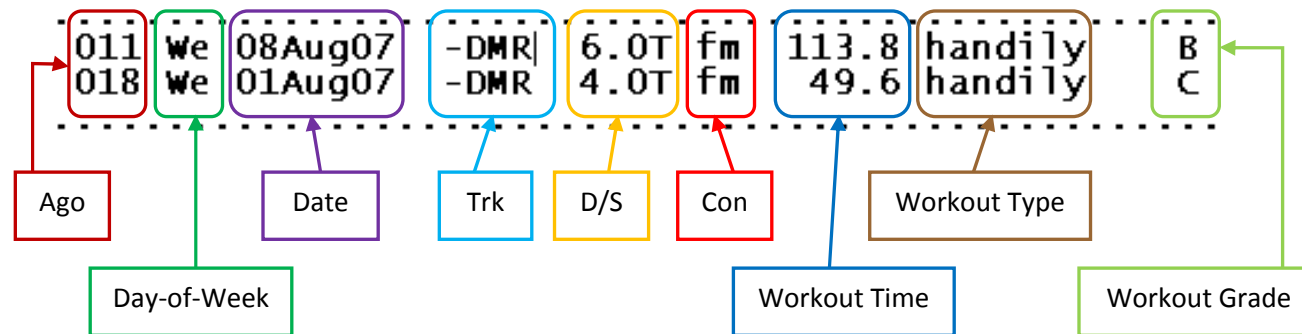 011 We 08Aug07 -DMR| 6.0T fm 113.8 handily B
018 We 01Aug07 -DMR 4.0T fm 49.6 handily C
Ago Date Trk D/S Con Workout Type
Day-of-Week Workout Time Workout Grade